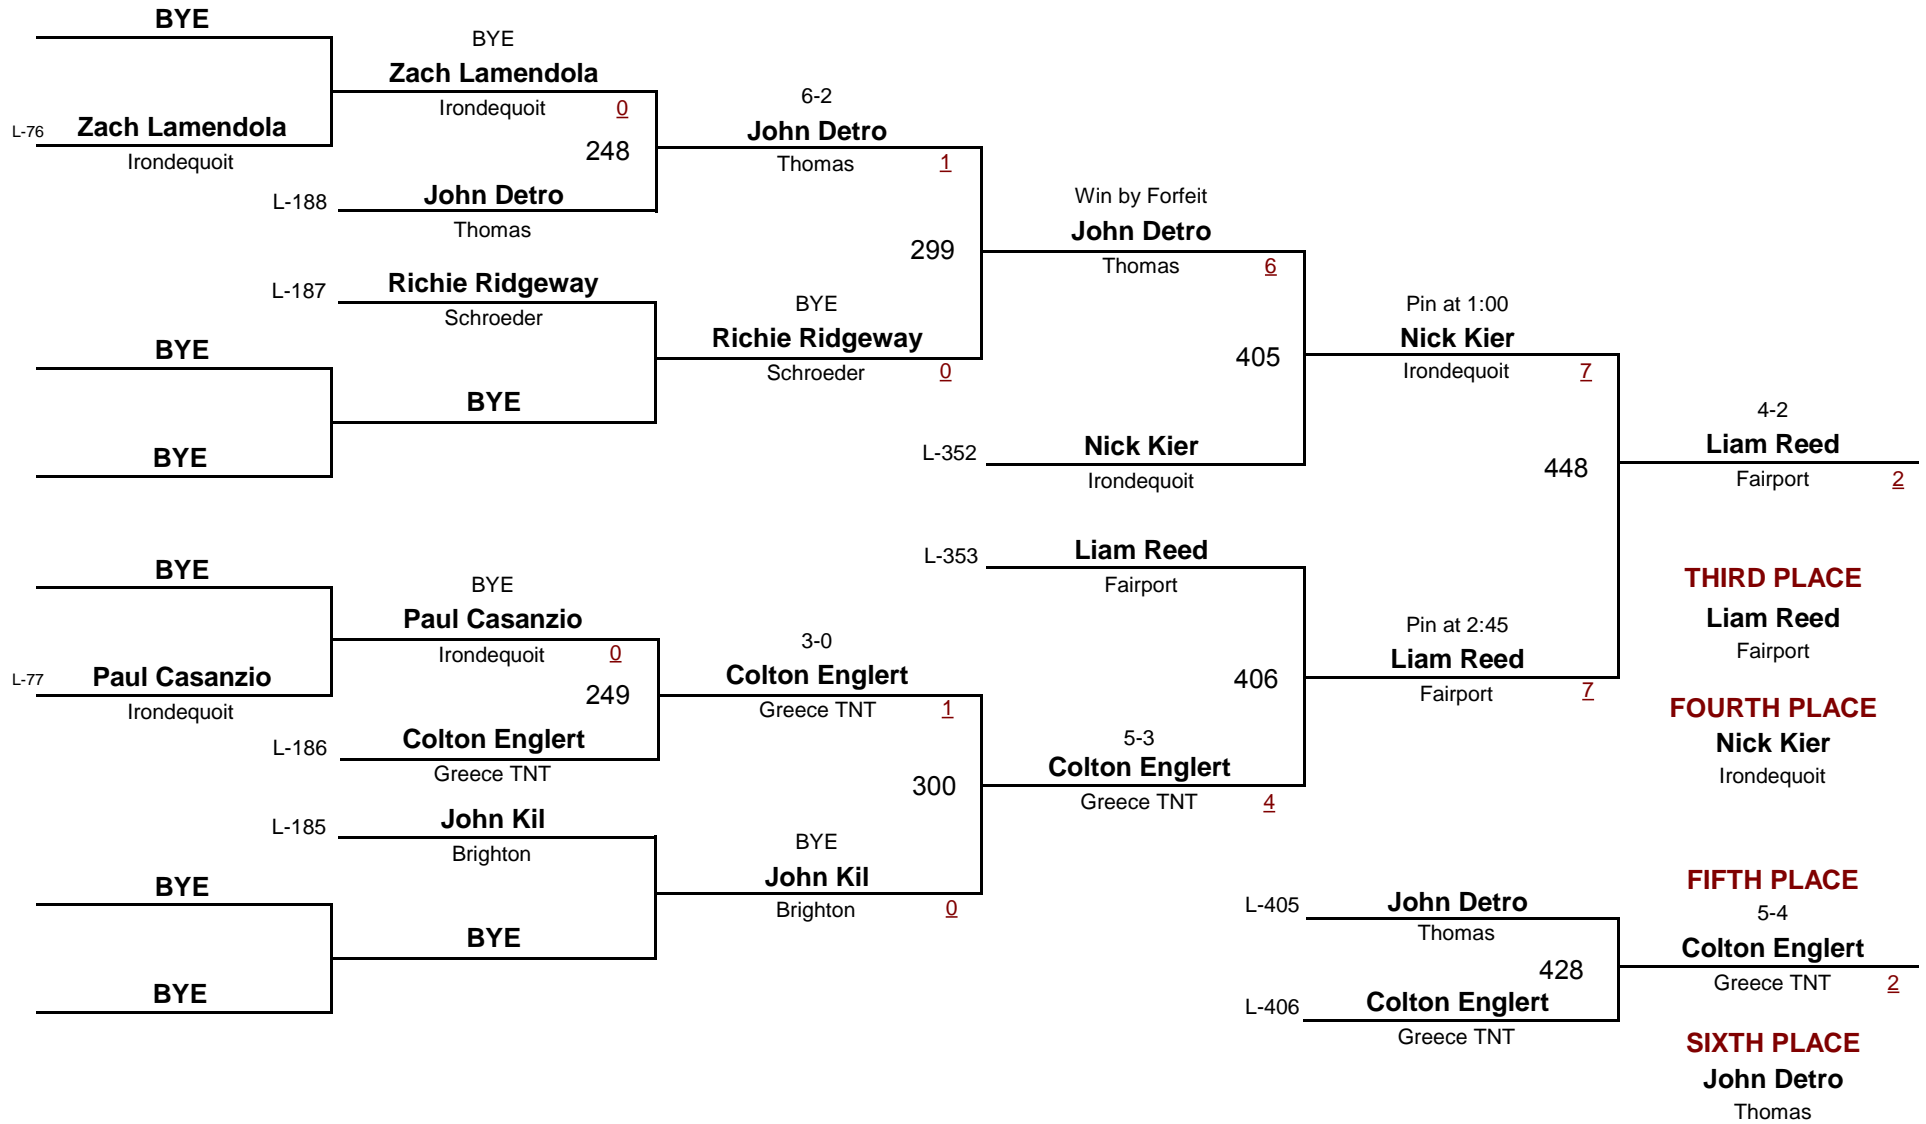 BYE
BYE
Zach Lamendola
Irondequoit 0
L-76 Zach Lamendola
Irondequoit
248
L-188 John Detro
Thomas
6-2
John Detro
Thomas 1
L-187 Richie Ridgeway
Schroeder
BYE
BYE
BYE
BYE
Richie Ridgeway
Schroeder 0
299
Win by Forfeit
John Detro
Thomas 6
405
L-352 Nick Kier
Irondequoit
Pin at 1:00
Nick Kier
Irondequoit 7
448
4-2
Liam Reed
Fairport 2
BYE
BYE
Paul Casanzio
Irondequoit 0
L-77 Paul Casanzio
Irondequoit
249
L-186 Colton Englert
Greece TNT
3-0
Colton Englert
Greece TNT 1
L-185 John Kil
Brighton
BYE
BYE
BYE
BYE
John Kil
Brighton 0
300
L-353 Liam Reed
Fairport
406
5-3
Colton Englert
Greece TNT 4
Pin at 2:45
Liam Reed
Fairport 7
THIRD PLACE
Liam Reed
Fairport
FOURTH PLACE
Nick Kier
Irondequoit
L-405 John Detro
Thomas
428
L-406 Colton Englert
Greece TNT
FIFTH PLACE
5-4
Colton Englert
Greece TNT 2
SIXTH PLACE
John Detro
Thomas